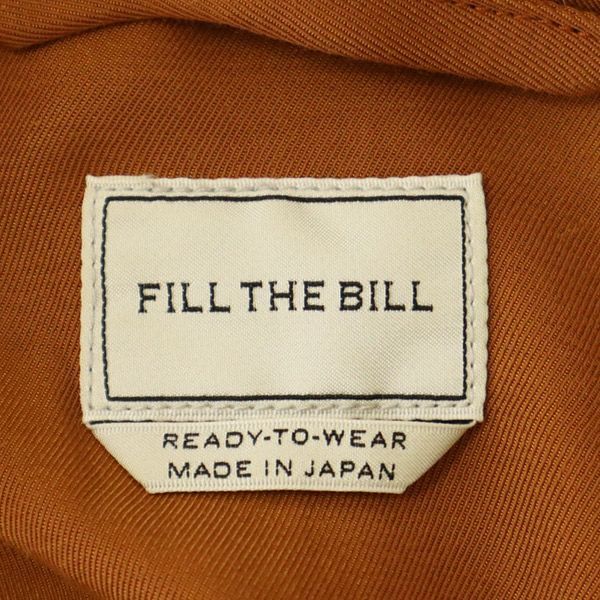 FILL THE BILL
READY-TO-WEAR
MADE IN JAPAN